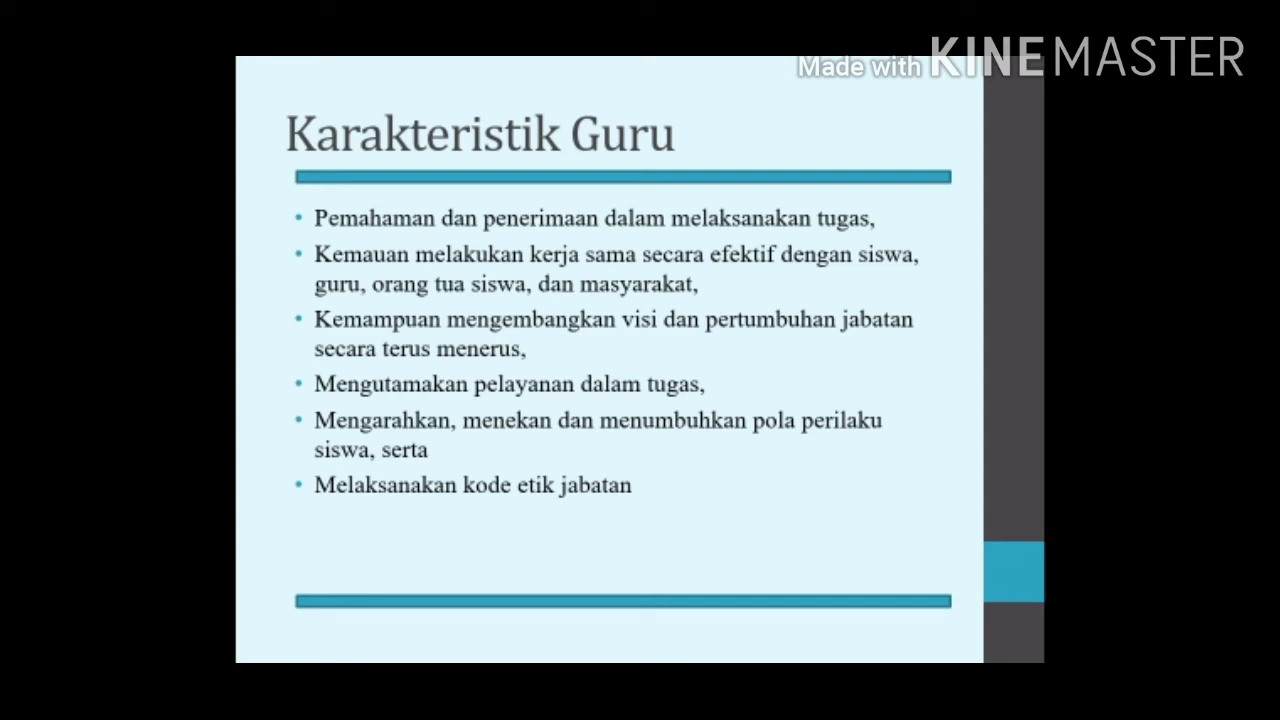 Made with KINEMASTER
Karakteristik Guru
• Pemahaman dan penerimaan dalam melaksanakan tugas,
• Kemauan melakukan kerja sama secara efektif dengan siswa,
guru, orang tua siswa, dan masyarakat,
• Kemampuan mengembangkan visi dan pertumbuhan jabatan
secara terus menerus,
• Mengutamakan pelayanan dalam tugas,
• Mengarahkan, menekan dan menumbuhkan pola perilaku
siswa, serta
• Melaksanakan kode etik jabatan